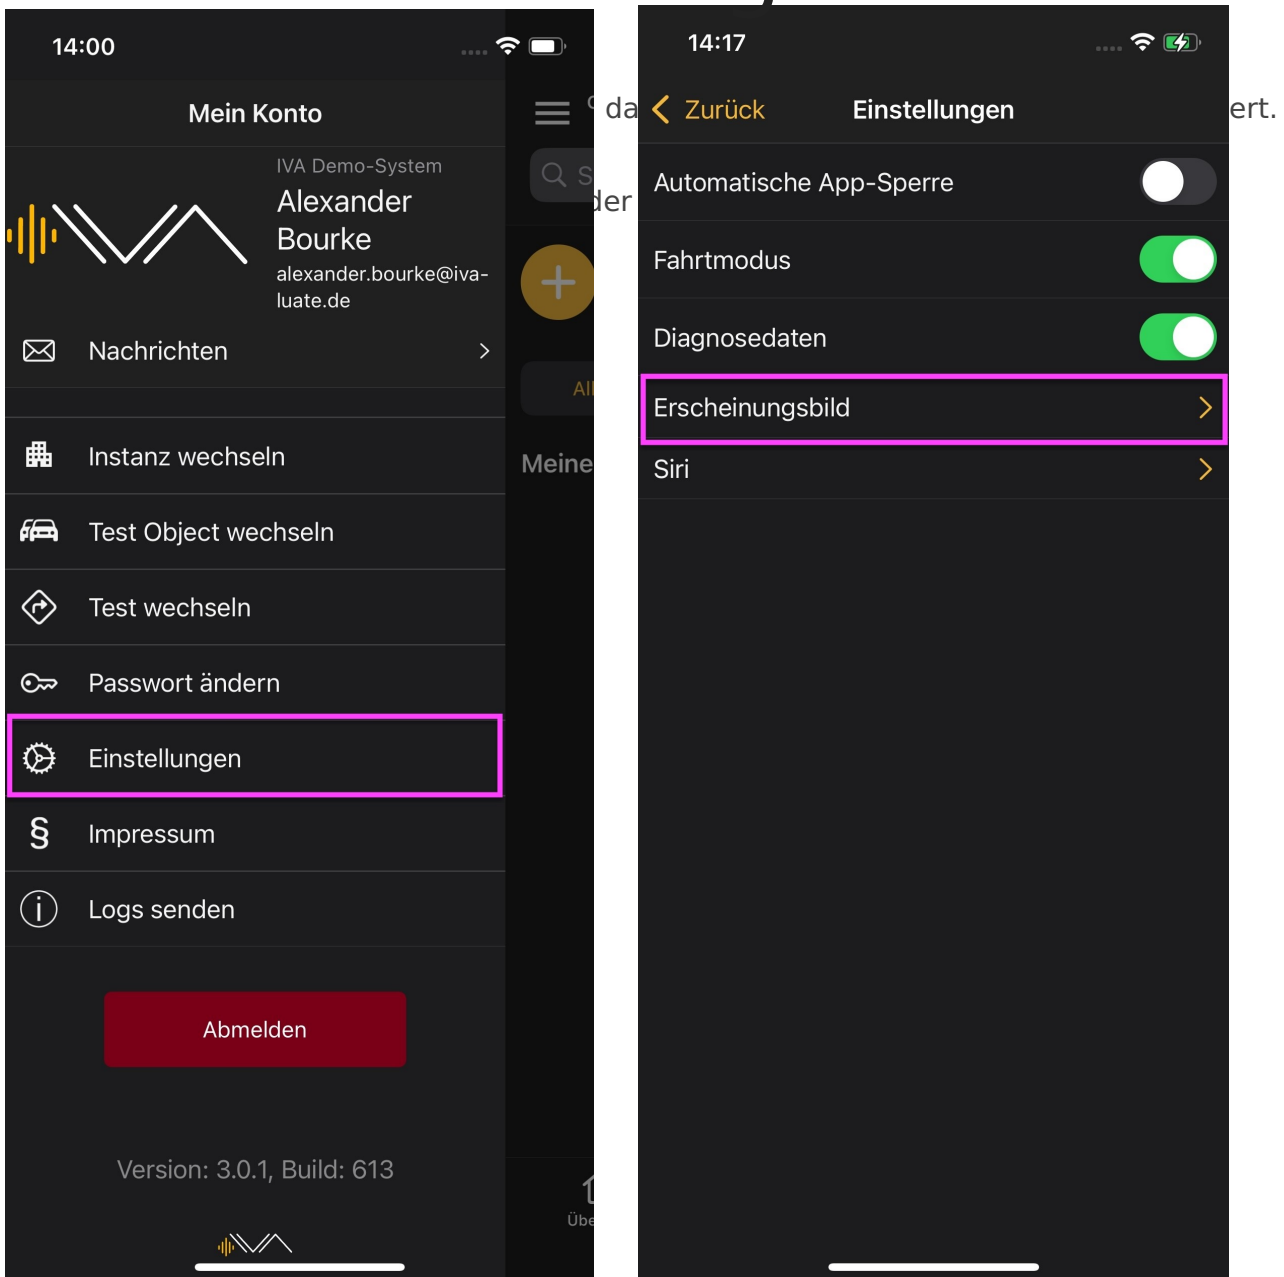 14:00
Mein Konto
IVA Demo-System
Alexander
Bourke
alexander.bourke@iva-
luate.de
Nachrichten
Instanz wechseln
Test Object wechseln
Test wechseln
Passwort ändern
Einstellungen
§ Impressum
Logs senden
Abmelden
Version: 3.0.1, Build: 613
Meine
da
der
14:17
Zurück
Einstellungen
ert.
Automatische App-Sperre
Fahrtmodus
Diagnosedaten
Erscheinungsbild
Siri